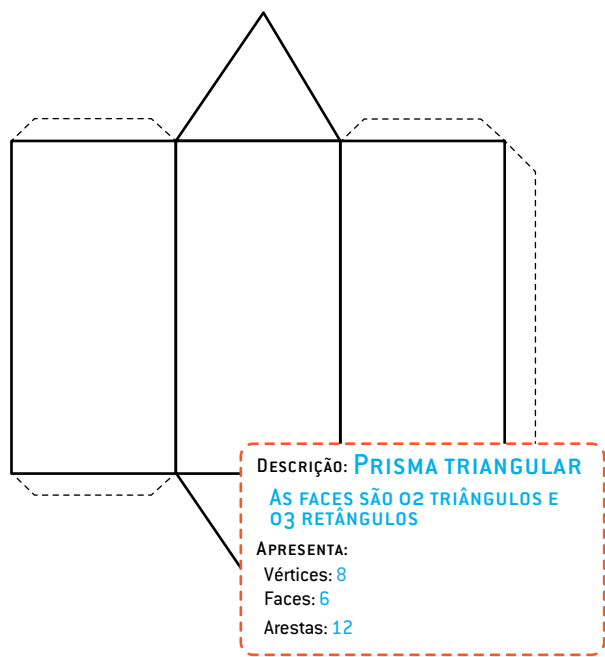 Descrição: Prisma triangular
As faces são 02 triângulos e
03 retângulos
Apresenta:
Vértices: 8
Faces: 6
Arestas: 12